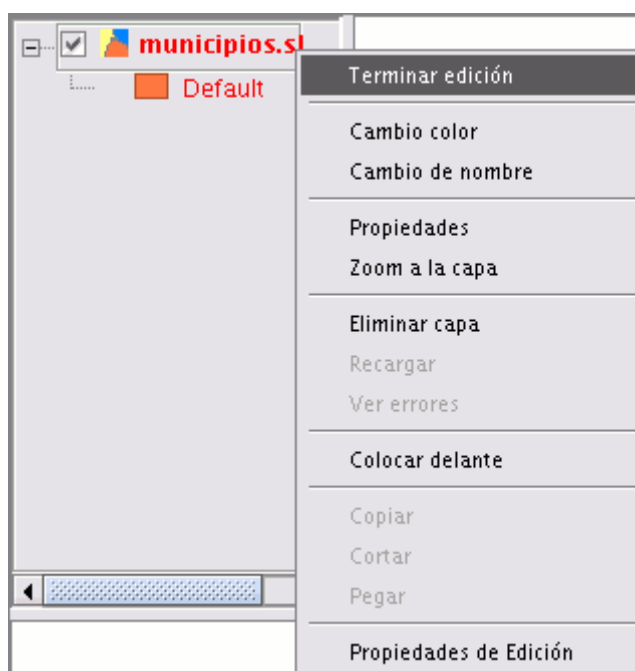 municipios.sl
Default
Terminar edición
Cambio color
Cambio de nombre
Propiedades
Zoom a la capa
Eliminar capa
Recargar
Ver errores
Colocar delante
Copiar
Cortar
Pegar
Propiedades de Edición